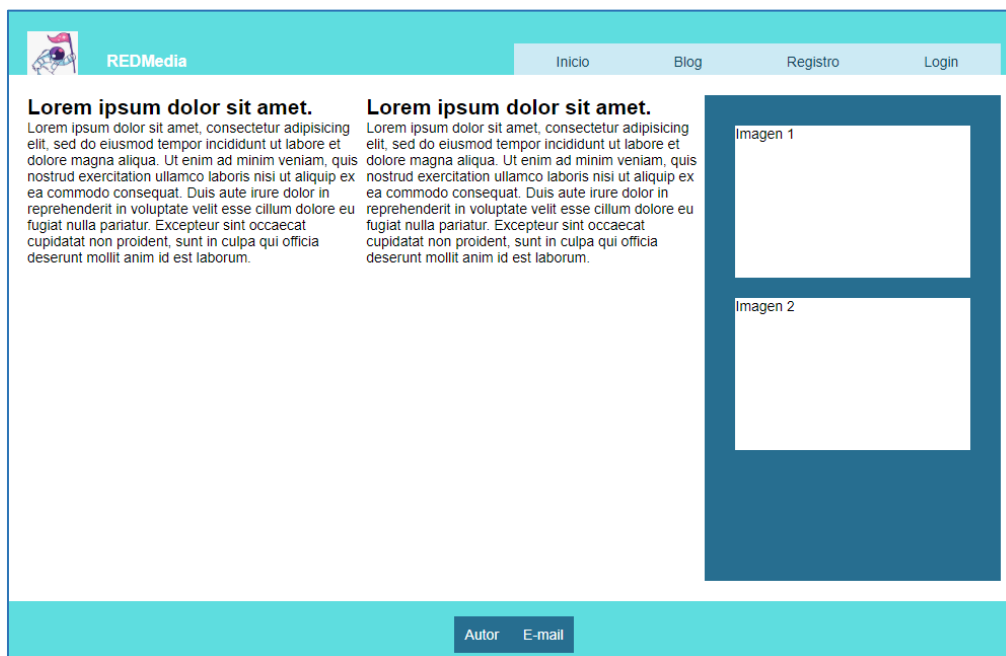 REDMedia
Inicio Blog Registro Login
Lorem ipsum dolor sit amet.
Lorem ipsum dolor sit amet, consectetur adipisicing
elit, sed do eiusmod tempor incididunt ut labore et
dolore magna aliqua. Ut enim ad minim veniam, quis
nostrud exercitation ullamco laboris nisi ut aliquip ex
ea commodo consequat. Duis aute irure dolor in
reprehenderit in voluptate velit esse cillum dolore eu
fugiat nulla pariatur. Excepteur sint occaecat
cupidatat non proident, sunt in culpa qui officia
deserunt mollit anim id est laborum.
Lorem ipsum dolor sit amet.
Lorem ipsum dolor sit amet, consectetur adipisicing
elit, sed do eiusmod tempor incididunt ut labore et
dolore magna aliqua. Ut enim ad minim veniam, quis
nostrud exercitation ullamco laboris nisi ut aliquip ex
ea commodo consequat. Duis aute irure dolor in
reprehenderit in voluptate velit esse cillum dolore eu
fugiat nulla pariatur. Excepteur sint occaecat
cupidatat non proident, sunt in culpa qui officia
deserunt mollit anim id est laborum.
Imagen 1
Imagen 2
Autor E-mail